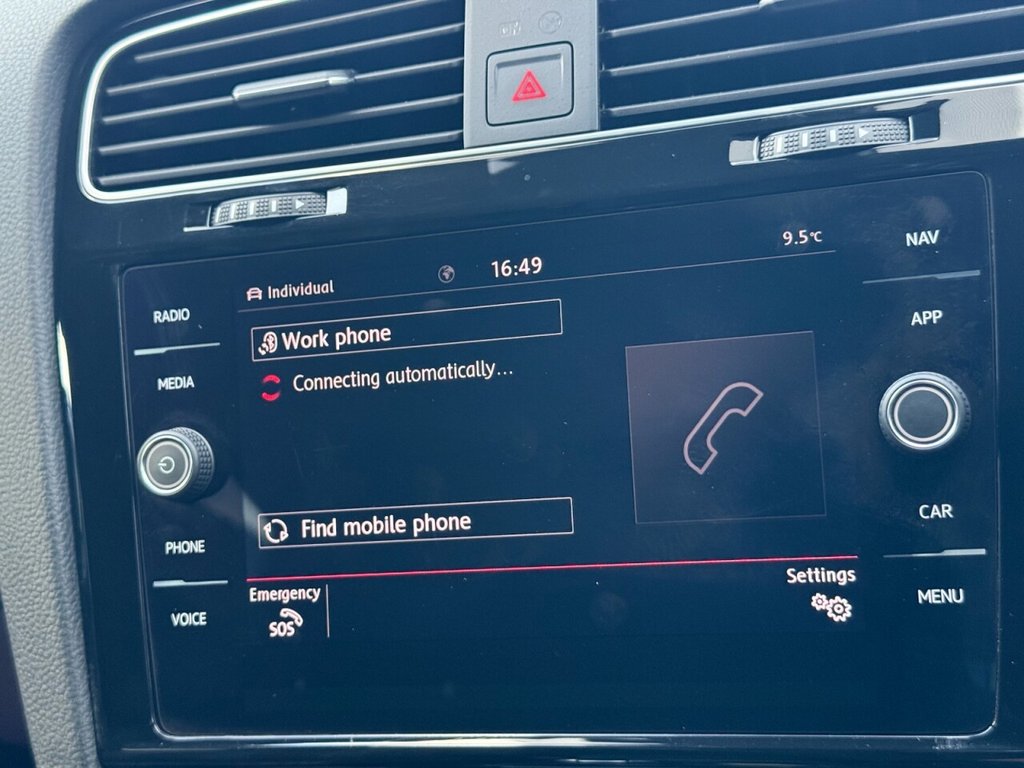 Individual 16:49 9.5°C
Work phone
Connecting automatically...
Find mobile phone
Emergency
SOS
Settings
RADIO
MEDIA
PHONE
VOICE
NAV
APP
CAR
MENU